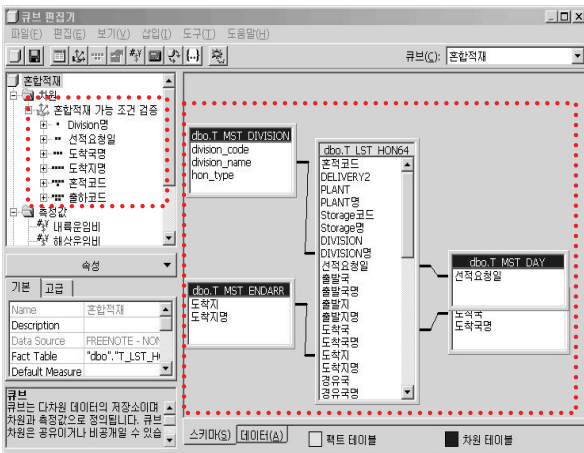 큐브 편집기
파일(F) 편집(E) 보기(V) 삽입(I) 도구(T) 도움말(H)
큐브(C): 혼합적재
혼합적재
차원
혼합적재 가능 조건 검증
Division명
선적요청일
도착국명
도착지명
혼적코드
출하코드
측정값
내륙운임비
해상운임비
속성
기본 고급
Name 혼합적재
Description
Data Source FREENOTE - NON
Fact Table "dbo"."T_LST_H
Default Measure
큐브
큐브는 다차원 데이터의 저장소이며
차원과 측정값으로 정의됩니다. 큐브
차원은 공유이거나 비공개일 수 있습
dbo.T_MST_DIVISION
division_code
division_name
hon_type
dbo.T_MST_ENDARR
도착지
도착지명
dbo.T_LST_HON64
혼적코드
DELIVERY2
PLANT
PLANT명
Storage코드
Storage명
DIVISION
DIVISION명
선적요청일
출발국
출발국명
출발지
출발지명
도착국
도착국명
도착지
도착지명
경유국
경유국명
dbo.T_MST_DAY
선적요청일
도착국
도착국명
스키마(S) 데이터(A)
팩트 테이블
차원 테이블